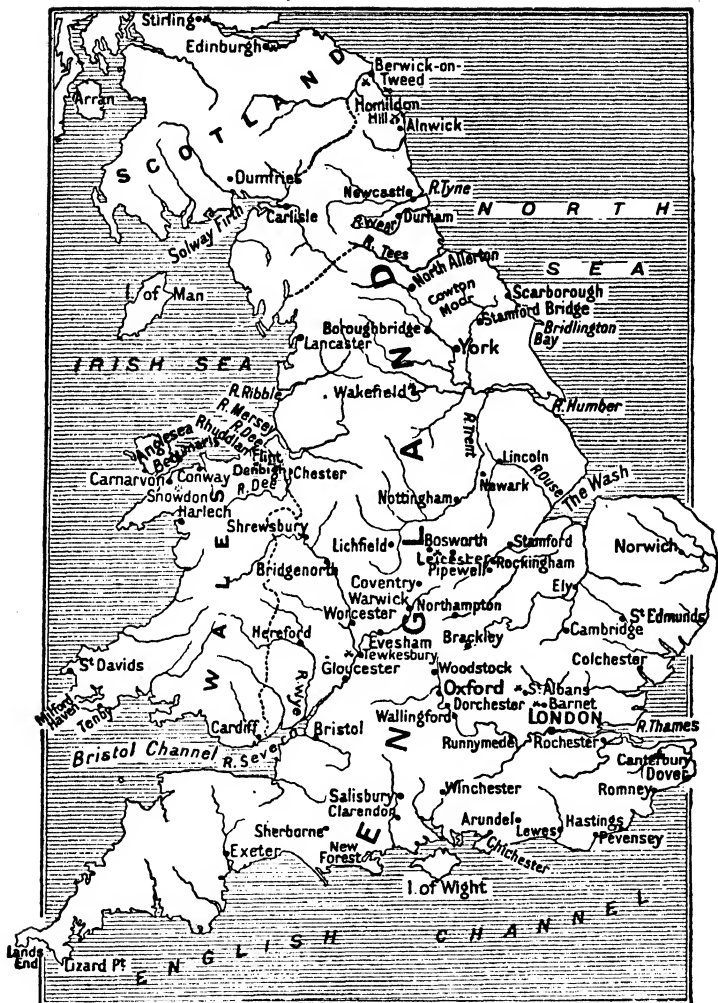 Stirling
Edinburgh
Berwick-on-
Tweed
Homildon
Hill
Alnwick
Arran
SCOTLAND
Dumfries
Newcastle
R. Tyne
Carlisle
Solway Firth
R. Wear
Durham
NORTH
SEA
R. Tees
North Allerton
Cowton
Moor
I. of Man
Scarborough
Stamford Bridge
Bridlington
Bay
Boroughbridge
Lancaster
York
IRISH SEA
R. Ribble
Wakefield
R. Humber
R. Mersey
R. Dee
Anglesea
Beaumaris
Rhuddlan
Flint
Denbigh
R. Dee
Chester
Carnarvon
Conway
Snowdon
Harlech
R. Trent
Lincoln
Newark
R Ouse
The Wash
Nottingham
Shrewsbury
Lichfield
Bosworth
Leicester
Stamford
Norwich
Bridgenorth
Pipewell
Rockingham
Coventry
Ely
Warwick
Worcester
Northampton
St Edmunds
Hereford
Evesham
Brackley
Cambridge
WALES
ENGLAND
St Davids
Tewkesbury
Gloucester
Woodstock
Colchester
Milford
Haven
Tenby
R. Wye
Oxford
St Albans
Dorchester
Barnet
Wallingford
LONDON
R. Thames
Cardiff
Bristol
Bristol Channel
R. Seve
Runnymede
Rochester
Canterbury
Dover
Romney
Salisbury
Clarendon
Winchester
Arundel
Lewes
Hastings
Pevensey
Sherborne
New
Forest
Chichester
Exeter
I. of Wight
Lands
End
Lizard Pt
ENGLISH CHANNEL